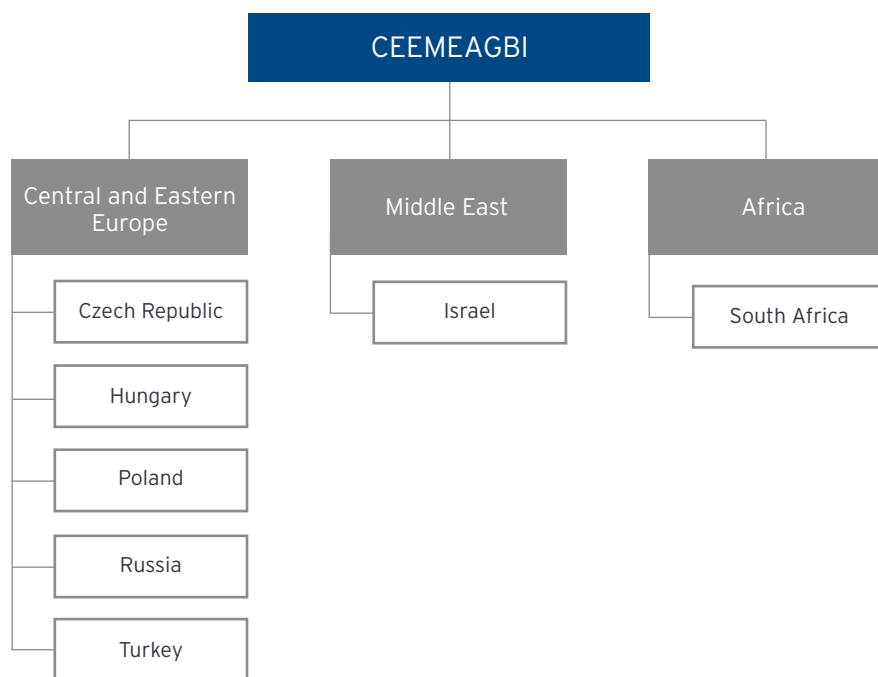 CEEMEAGBI
Central and Eastern
Europe
Middle East
Africa
Czech Republic
Israel
South Africa
Hungary
Poland
Russia
Turkey